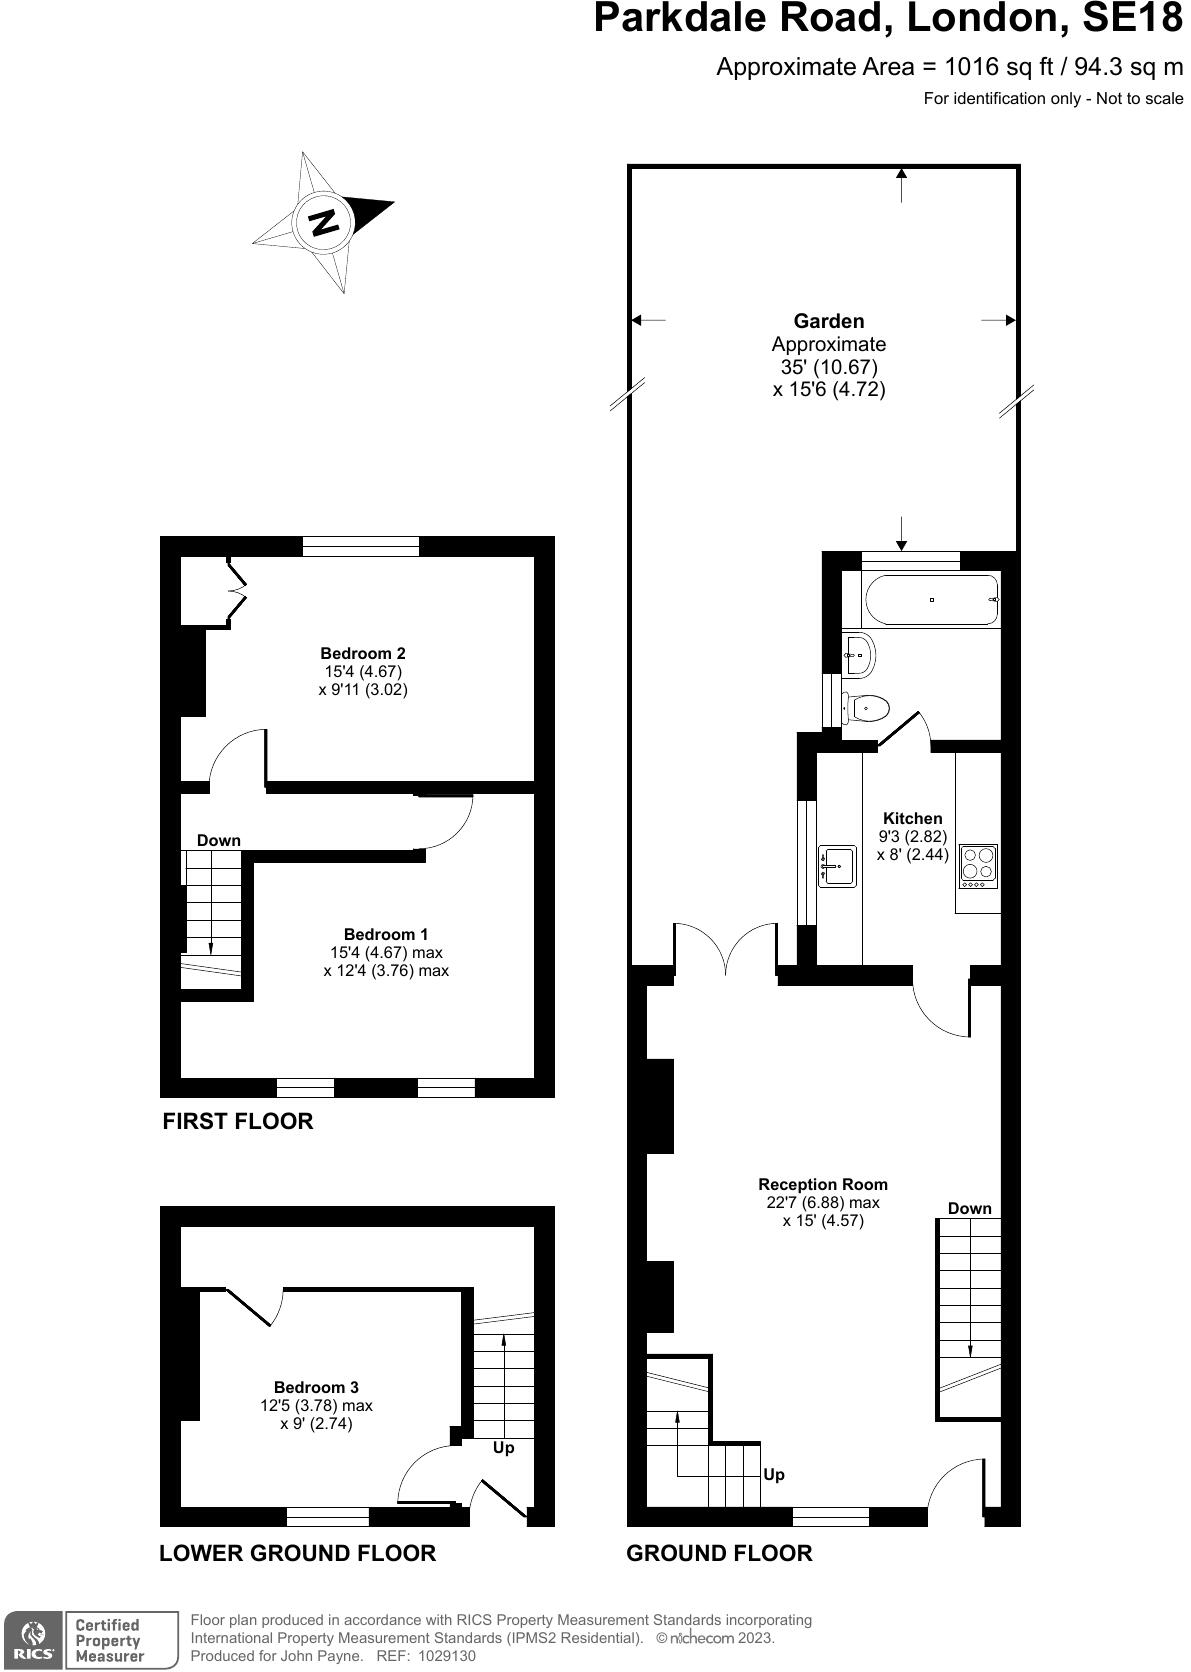 Parkdale Road, London, SE18
Approximate Area = 1016 sq ft / 94.3 sq m
For identification only - Not to scale
N
Garden
Approximate
35' (10.67)
x 15'6 (4.72)
Bedroom 2
15'4 (4.67)
x 9'11 (3.02)
Down
Bedroom 1
15'4 (4.67) max
x 12'4 (3.76) max
FIRST FLOOR
Kitchen
9'3 (2.82)
x 8' (2.44)
Reception Room
22'7 (6.88) max
x 15' (4.57)
Down
Up
Bedroom 3
12'5 (3.78) max
x 9' (2.74)
Up
LOWER GROUND FLOOR
GROUND FLOOR
RICS
Certified
Property
Measurer
Floor plan produced in accordance with RICS Property Measurement Standards incorporating
International Property Measurement Standards (IPMS2 Residential). © nichecom 2023.
Produced for John Payne. REF: 1029130